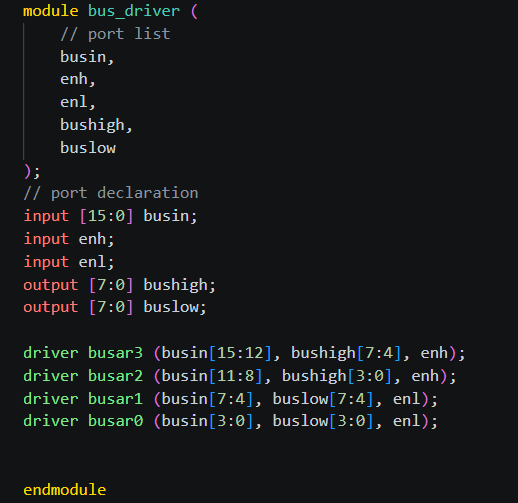 module bus_driver (
// port list
busin,
enh,
enl,
bushigh,
buslow
);
// port declaration
input [15:0] busin;
input enh;
input enl;
output [7:0] bushigh;
output [7:0] buslow;
driver busar3 (busin[15:12], bushigh[7:4], enh);
driver busar2 (busin[11:8], bushigh[3:0], enh);
driver busar1 (busin[7:4], buslow[7:4], enl);
driver busar0 (busin[3:0], buslow[3:0], enl);
endmodule